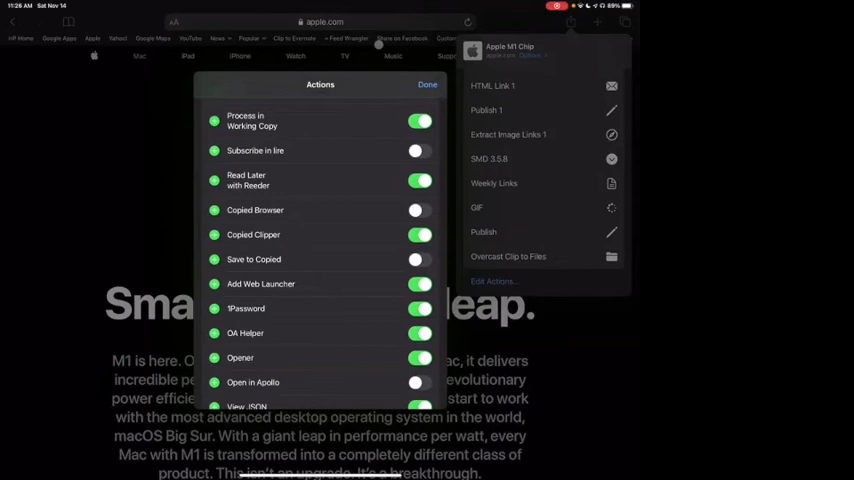 11:26 AM Sat Nov 14
89%
AA
apple.com
HP Home Google Apps Apple Yahoo! Google Maps YouTube News Popular Clip to Evernote + Feed Wrangler Share on Facebook
Mac iPad iPhone Watch TV Music
Apple M1 Chip
apple.com Options >
HTML Link 1
Publish 1
Extract Image Links 1
SMD 3.5.8
Weekly Links
GIF
Publish
Overcast Clip to Files
Edit Actions...
Actions
Done
Process in
Working Copy
Subscribe in lire
Read Later
with Reeder
Copied Browser
Copied Clipper
Save to Copied
Add Web Launcher
1Password
OA Helper
Opener
Open in Apollo
View JSON
leap.
M1 is here. O
ac, it delivers
incredible pe
evolutionary
power efficie
start to work
with the most advanced desktop operating system in the world,
macOS Big Sur. With a giant leap in performance per watt, every
Mac with M1 is transformed into a completely different class of
product. This isn't an upgrade. It's a breakthrough.